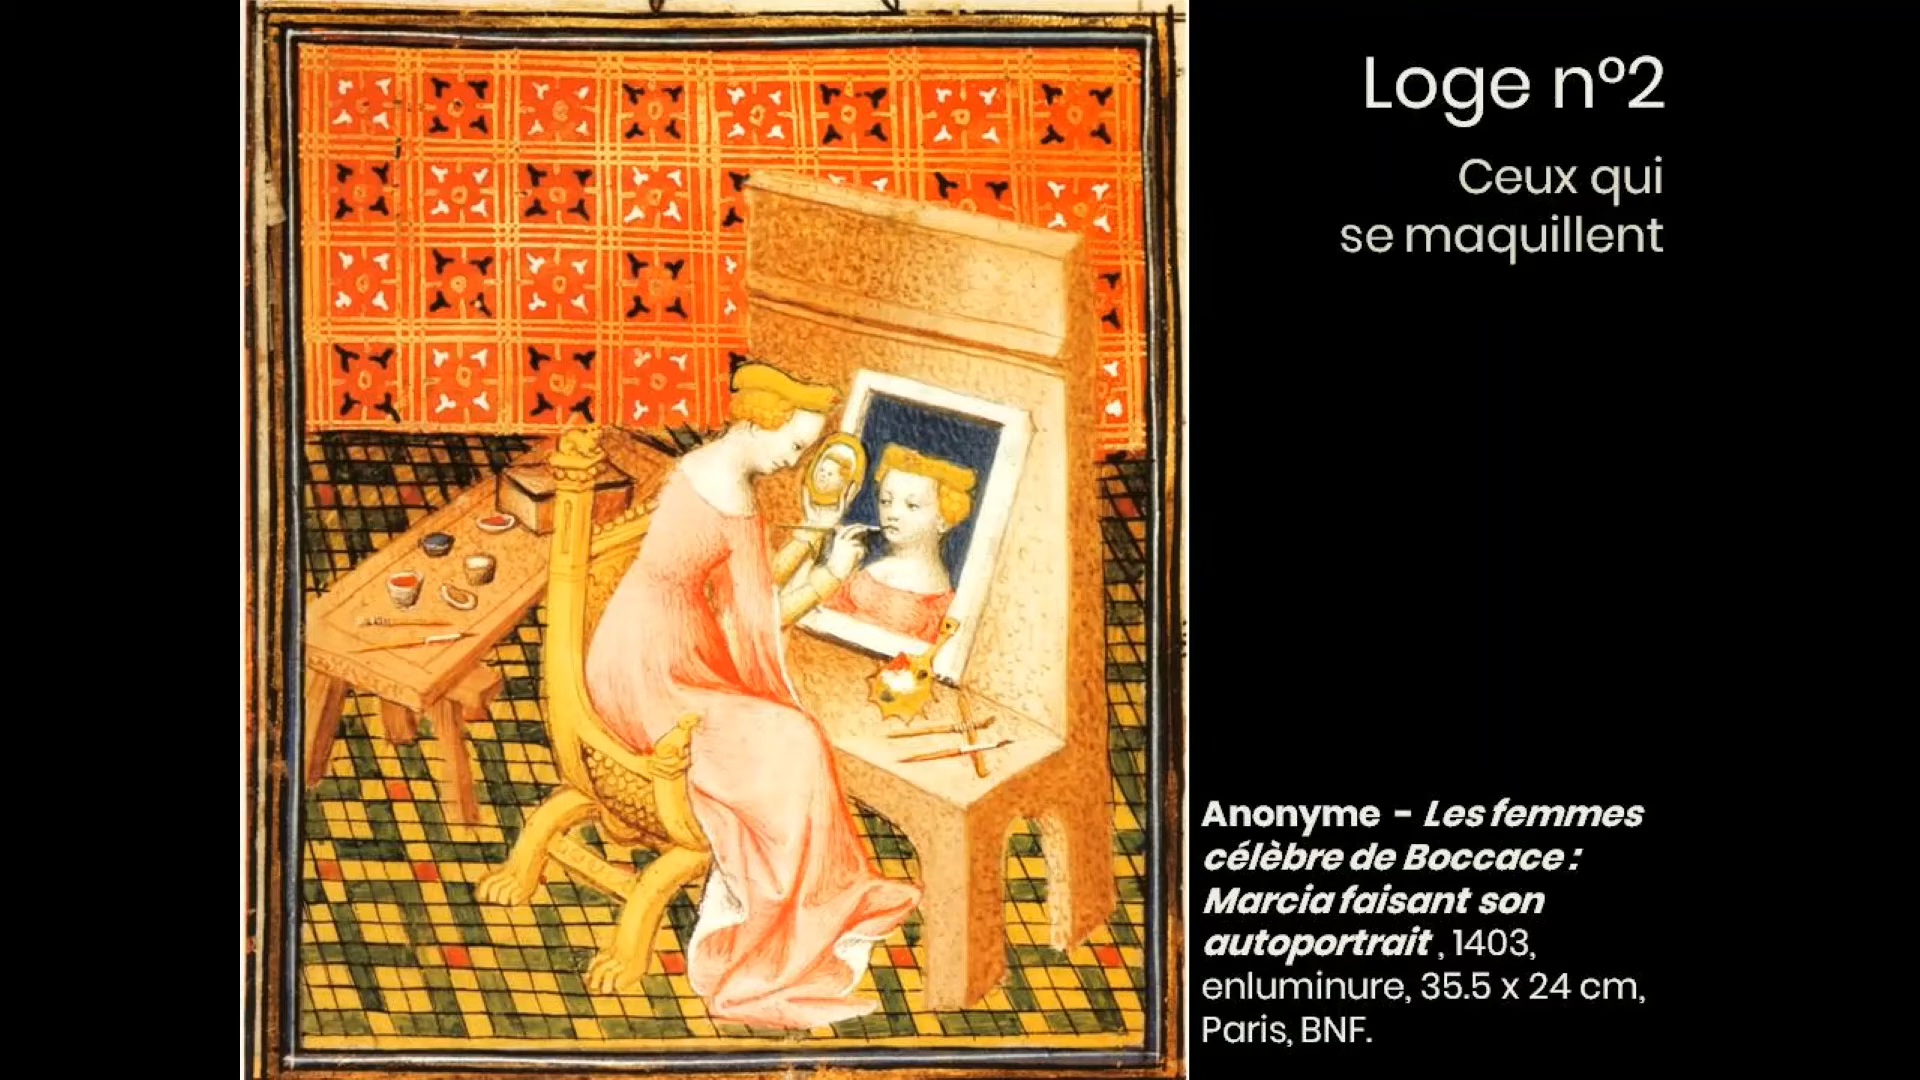 Loge n°2
Ceux qui
se maquillent
Anonyme - Les femmes
célèbre de Boccace :
Marcia faisant son
autoportrait , 1403,
enluminure, 35.5 x 24 cm,
Paris, BNF.